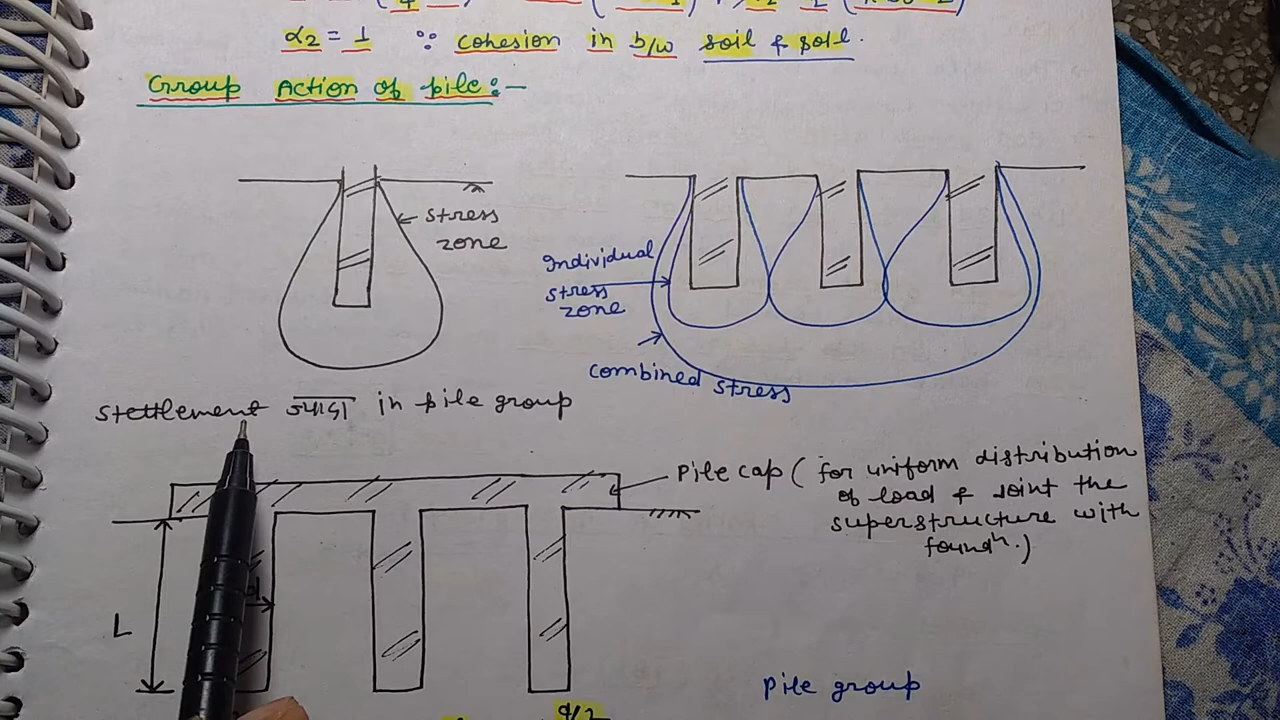 α₂ = 1 ∵ cohesion in b/w soil & soil.
Group Action of pile:-
stress
zone
Individual
stress
zone
combined stress
Stettlement ज्यादा in pile group
Pile cap (for uniform distribution
of load & Joint the
superstructure with
foundⁿ.)
L
d
Pile group